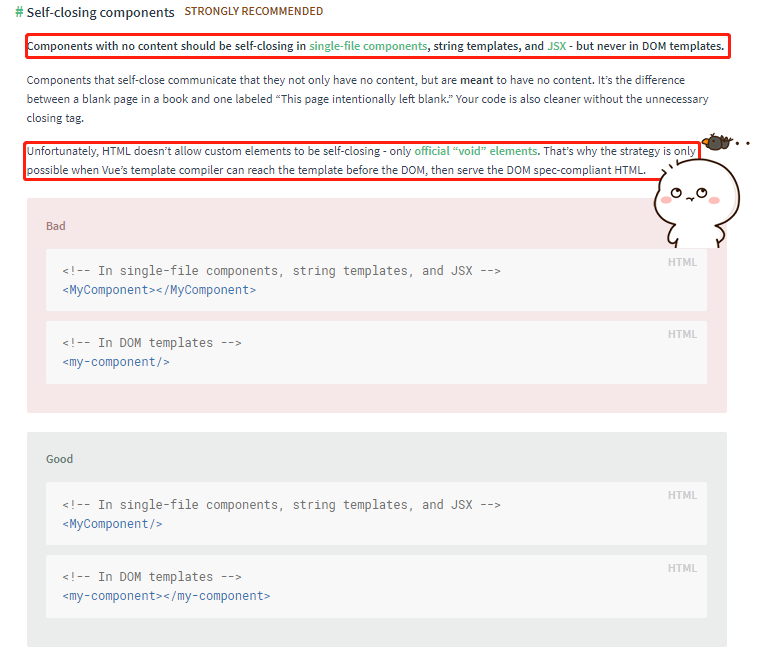 # Self-closing components STRONGLY RECOMMENDED
Components with no content should be self-closing in single-file components, string templates, and JSX - but never in DOM templates.
Components that self-close communicate that they not only have no content, but are meant to have no content. It’s the difference
between a blank page in a book and one labeled “This page intentionally left blank.” Your code is also cleaner without the unnecessary
closing tag.
Unfortunately, HTML doesn’t allow custom elements to be self-closing - only official “void” elements. That’s why the strategy is only
possible when Vue’s template compiler can reach the template before the DOM, then serve the DOM spec-compliant HTML.
Bad
HTML
<!-- In single-file components, string templates, and JSX -->
<MyComponent></MyComponent>
HTML
<!-- In DOM templates -->
<my-component/>
Good
HTML
<!-- In single-file components, string templates, and JSX -->
<MyComponent/>
HTML
<!-- In DOM templates -->
<my-component></my-component>